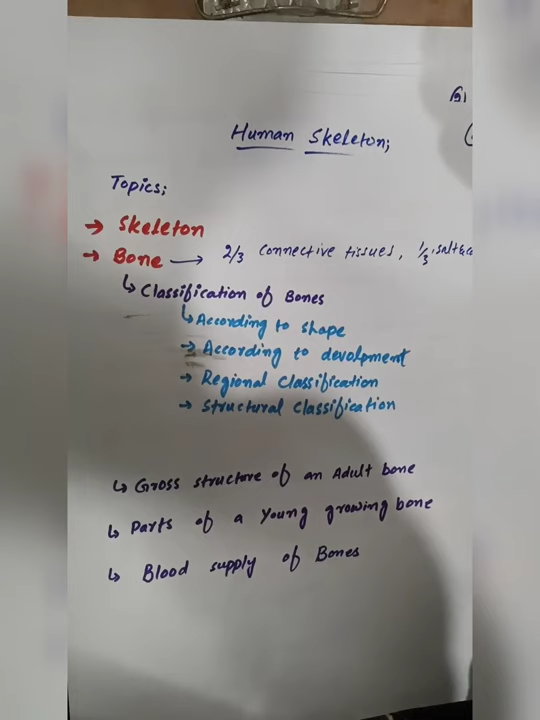 Human Skeleton;
Topics;
→ Skeleton
→ Bone → 2/3 Connective tissues, 1/3,
↳ Classification of Bones
↳ According to shape
→ According to devolpment
→ Regional Classification
→ Structural Classification
↳ Gross structure of an Adult bone
↳ Parts of a Young growing bone
↳ Blood supply of Bones